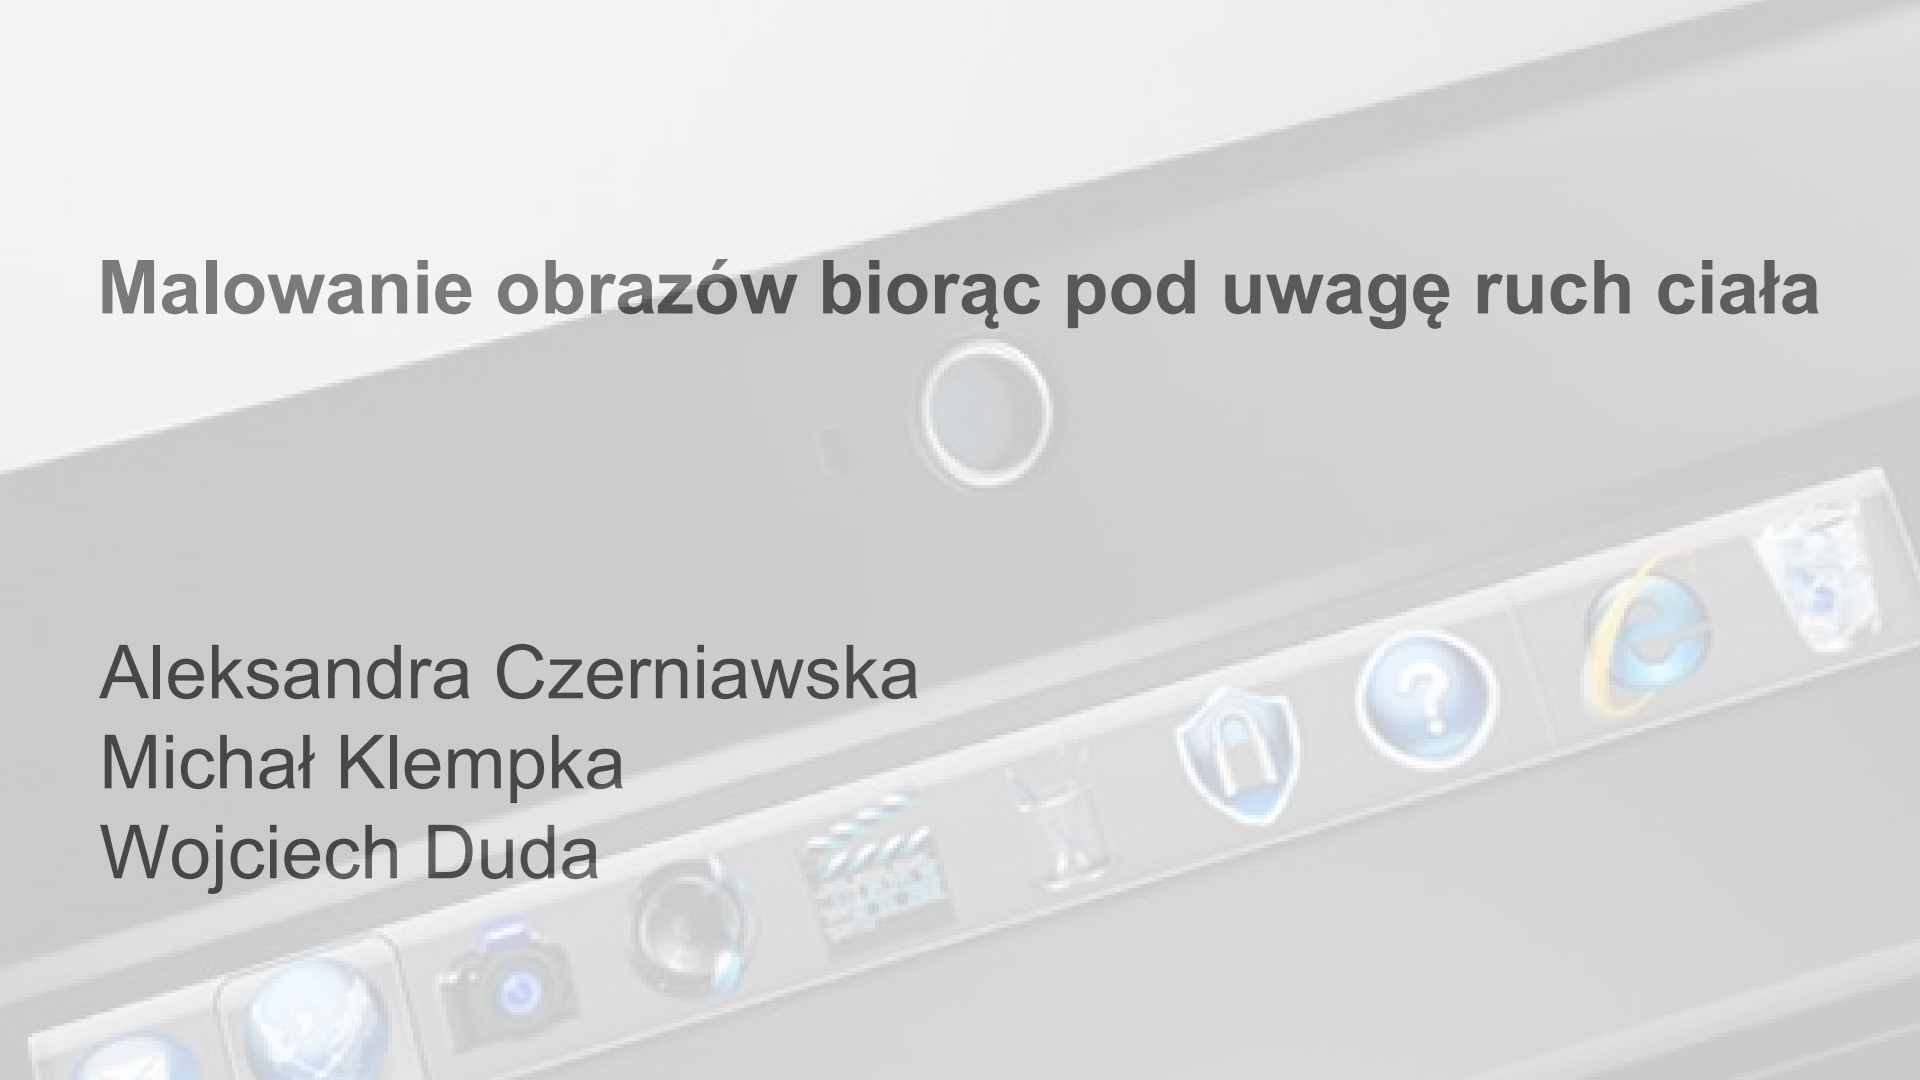 Malowanie obrazów biorąc pod uwagę ruch ciała
Aleksandra Czerniawska
Michał Klempka
Wojciech Duda